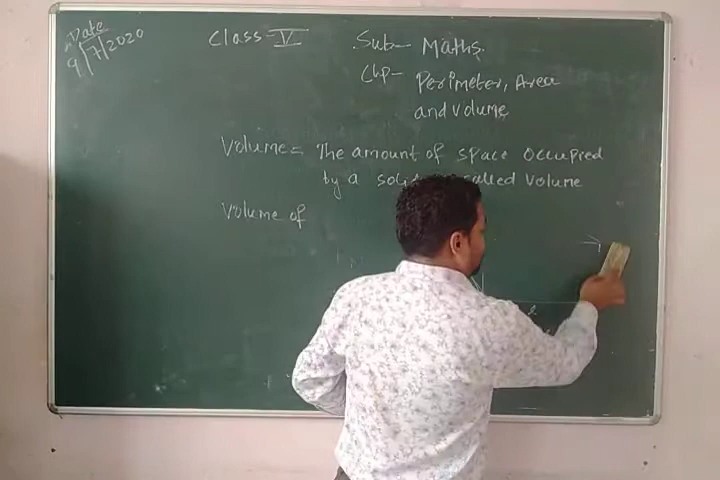 Date
9/7/2020
Class-V
Sub- Maths.
Chp- Perimeter, Area
and Volume
Volume = The amount of space occupied
by a called Volume
Volume of
l